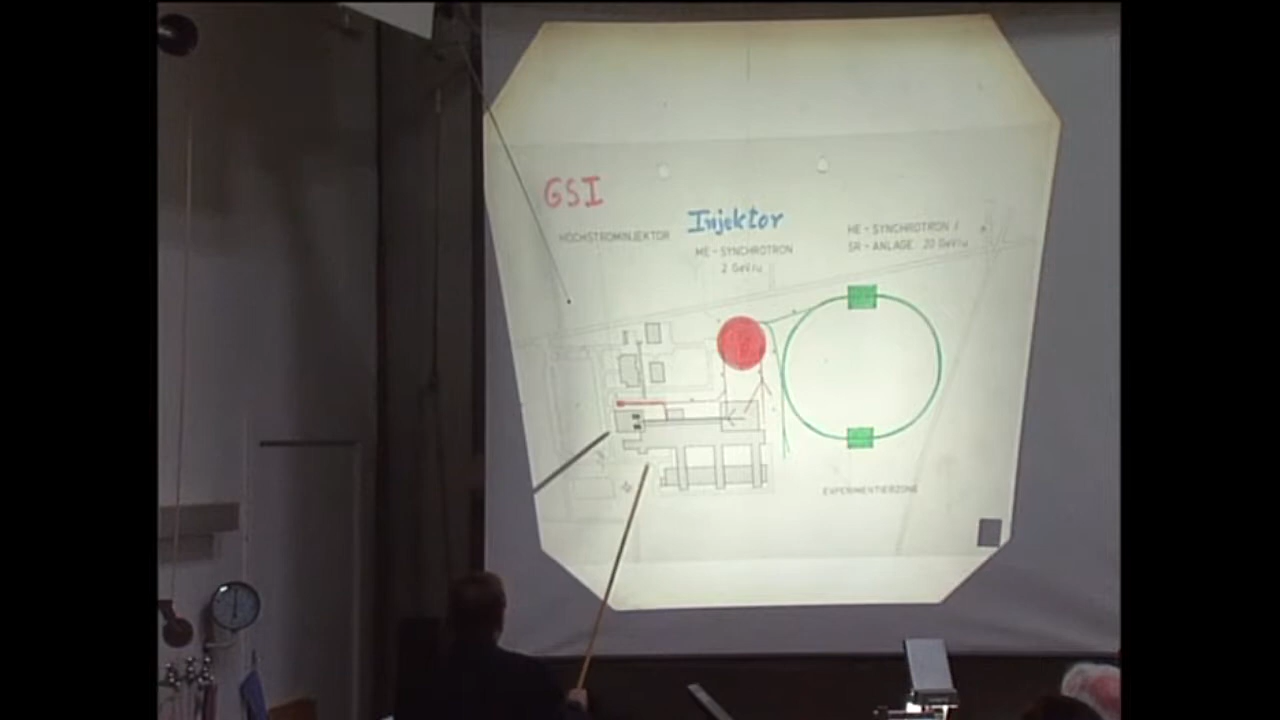 GSI
Injektor
HOCHSTROMINJEKTOR
ME-SYNCHROTRON
2 GeV/u
HE-SYNCHROTRON /
SR-ANLAGE 20 GeV/u
EXPERIMENTIERZONE